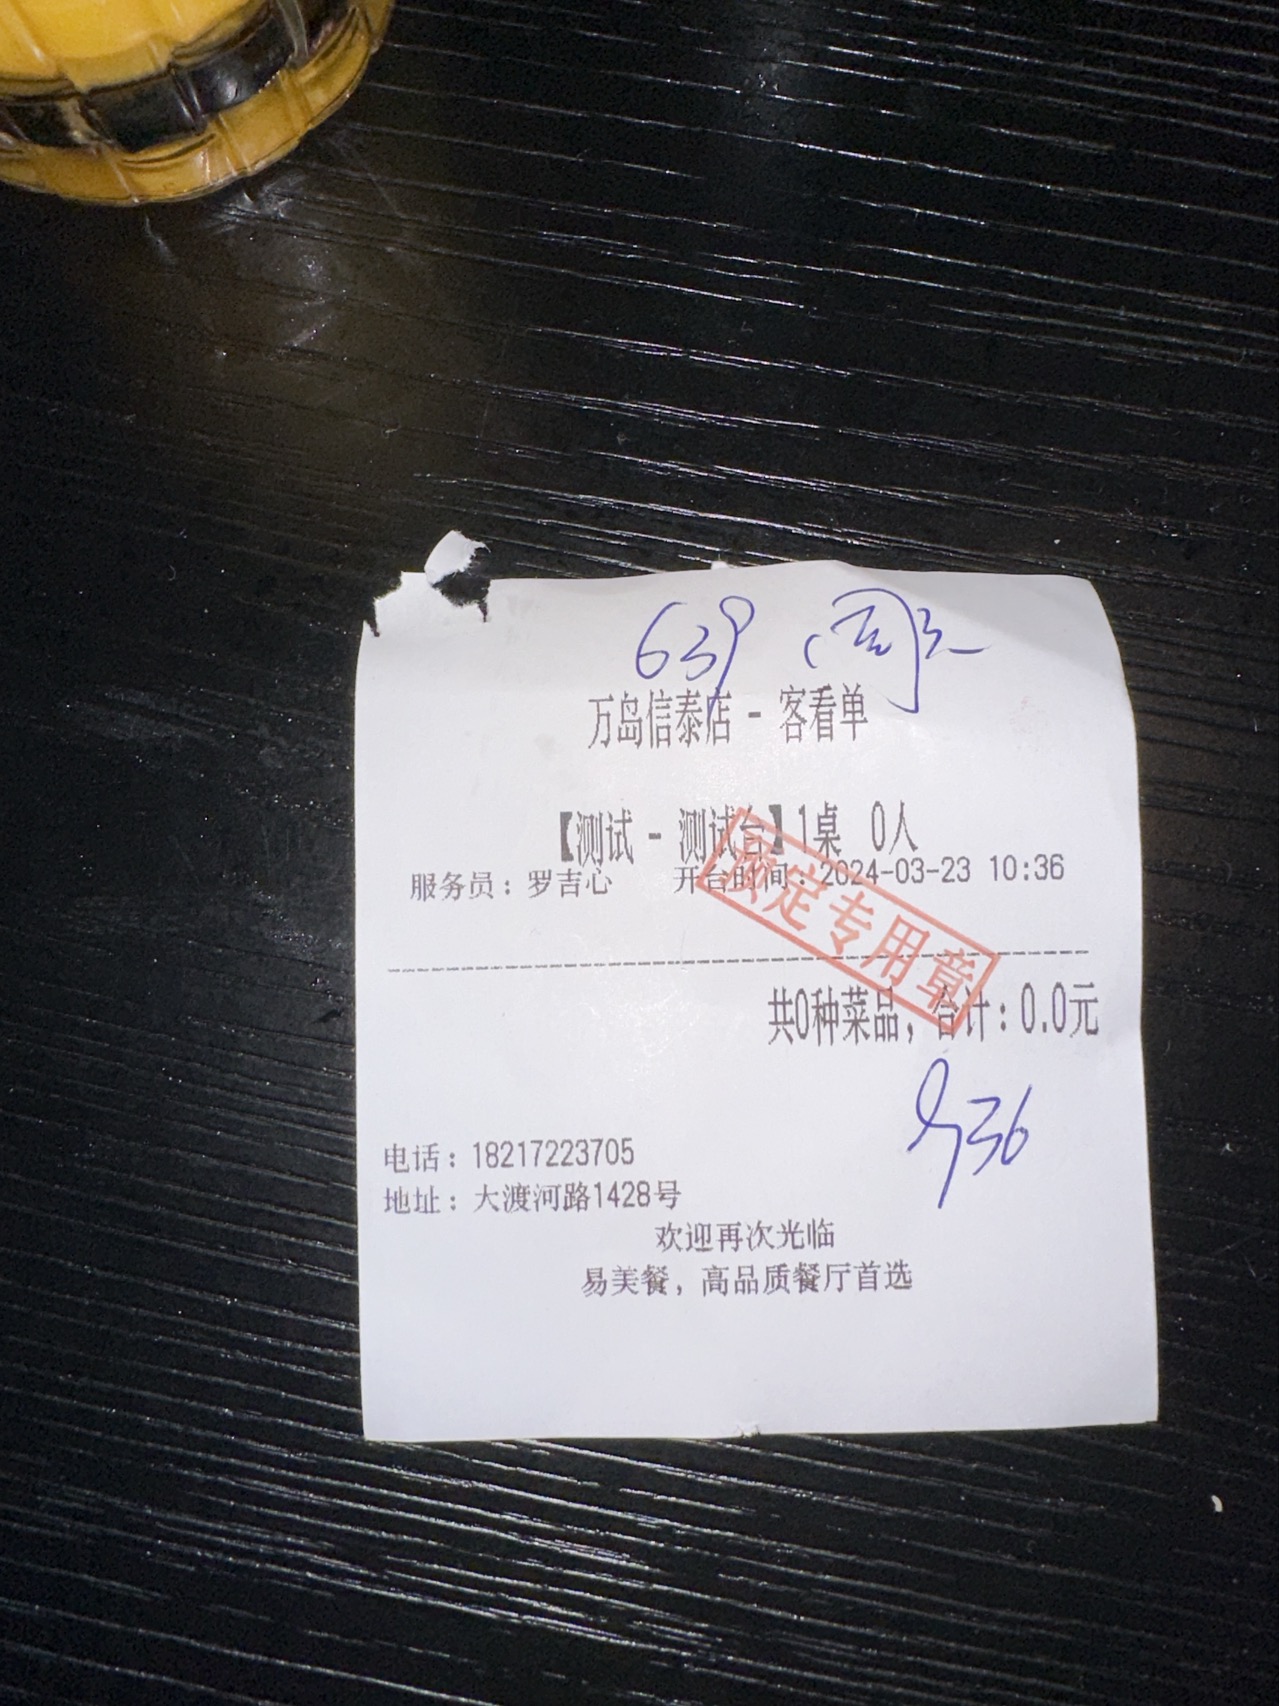 639
万岛信泰店 - 客看单
【测试 - 测试台】1桌 0人
服务员: 罗吉心 开台时间: 2024-03-23 10:36
预定专用章
共0种菜品, 合计: 0.0元
电话: 18217223705
地址: 大渡河路1428号
欢迎再次光临
易美餐, 高品质餐厅首选